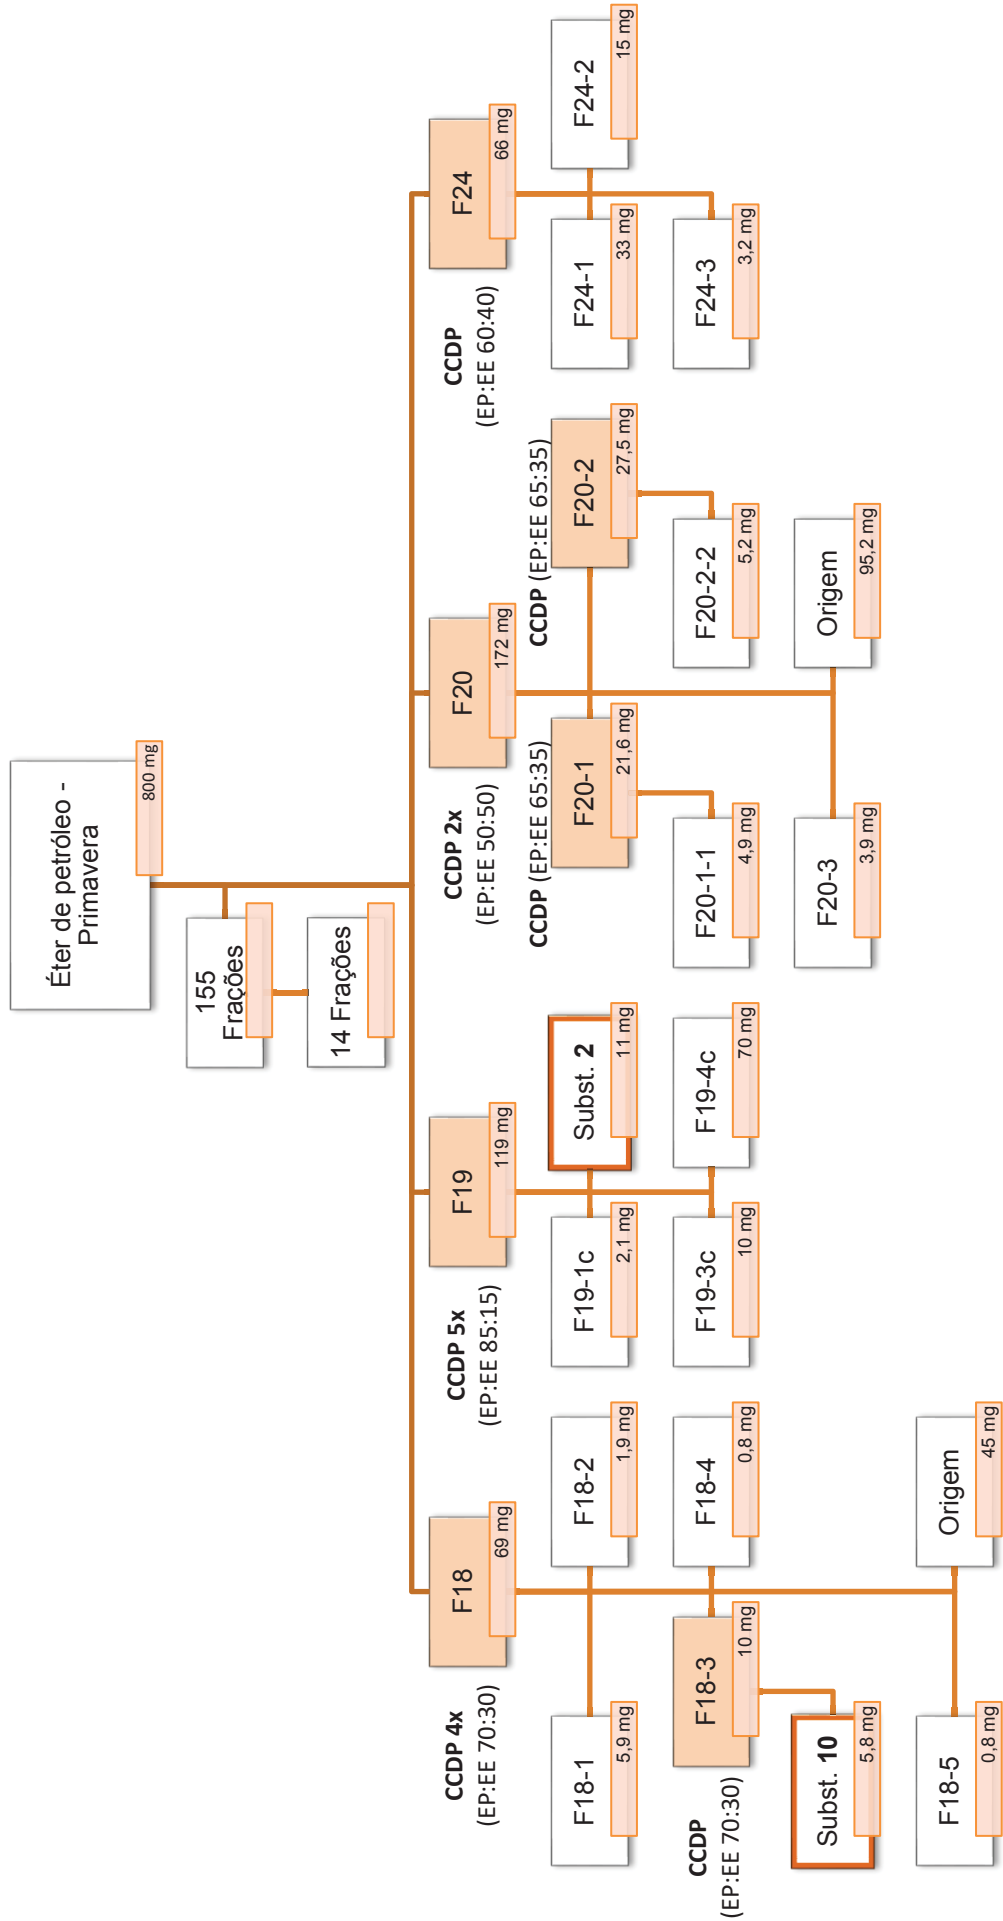 Éter de petróleo -
Primavera
800 mg
155
Frações
14 Frações
CCDP 4x
(EP:EE 70:30)
F18
69 mg
CCDP 5x
(EP:EE 85:15)
F19
119 mg
CCDP 2x
(EP:EE 50:50)
F20
172 mg
CCDP
(EP:EE 60:40)
F24
66 mg
F18-1
5,9 mg
F18-2
1,9 mg
CCDP
(EP:EE 70:30)
F18-3
10 mg
F18-4
0,8 mg
Subst. 10
5,8 mg
F18-5
0,8 mg
Origem
45 mg
F19-1c
2,1 mg
Subst. 2
11 mg
F19-3c
10 mg
F19-4c
70 mg
CCDP (EP:EE 65:35)
F20-1
21,6 mg
CCDP (EP:EE 65:35)
F20-2
27,5 mg
F20-1-1
4,9 mg
F20-2-2
5,2 mg
F20-3
3,9 mg
Origem
95,2 mg
F24-1
33 mg
F24-2
15 mg
F24-3
3,2 mg